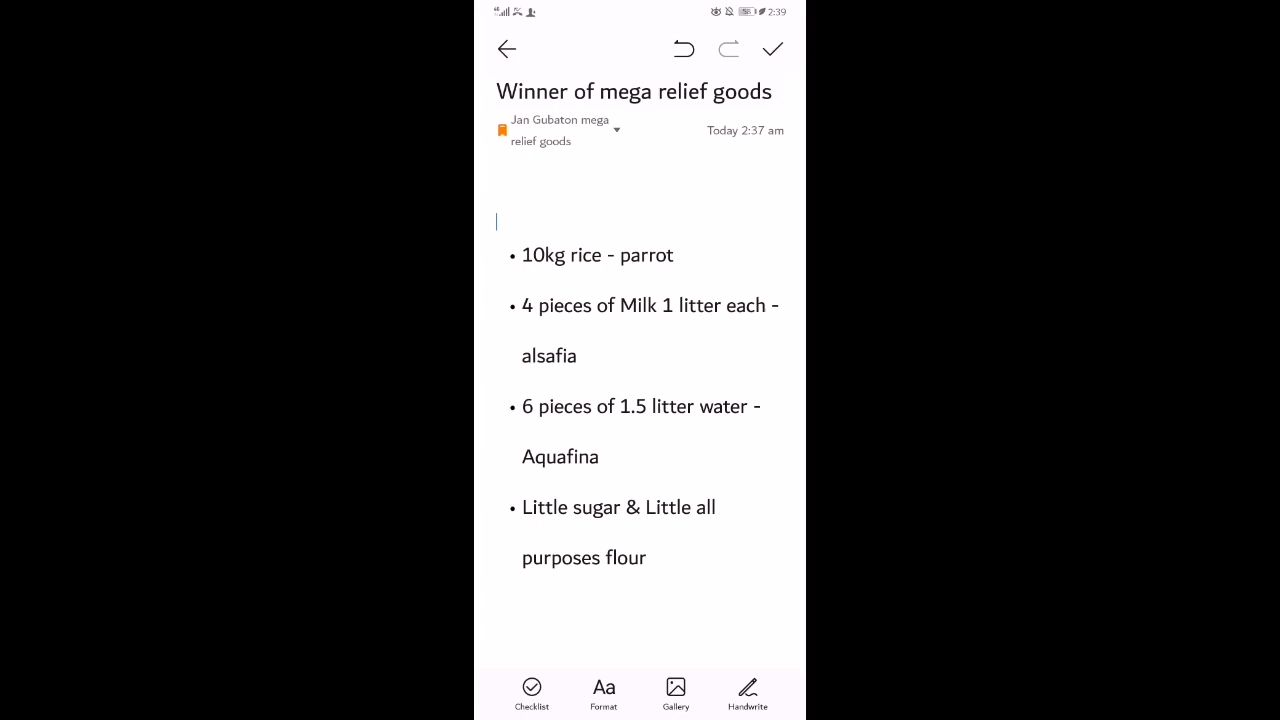 2:39
Winner of mega relief goods
Jan Gubaton mega
relief goods
Today 2:37 am
• 10kg rice - parrot
• 4 pieces of Milk 1 litter each -
alsafia
• 6 pieces of 1.5 litter water -
Aquafina
• Little sugar & Little all
purposes flour
Checklist
Aa
Format
Gallery
Handwrite